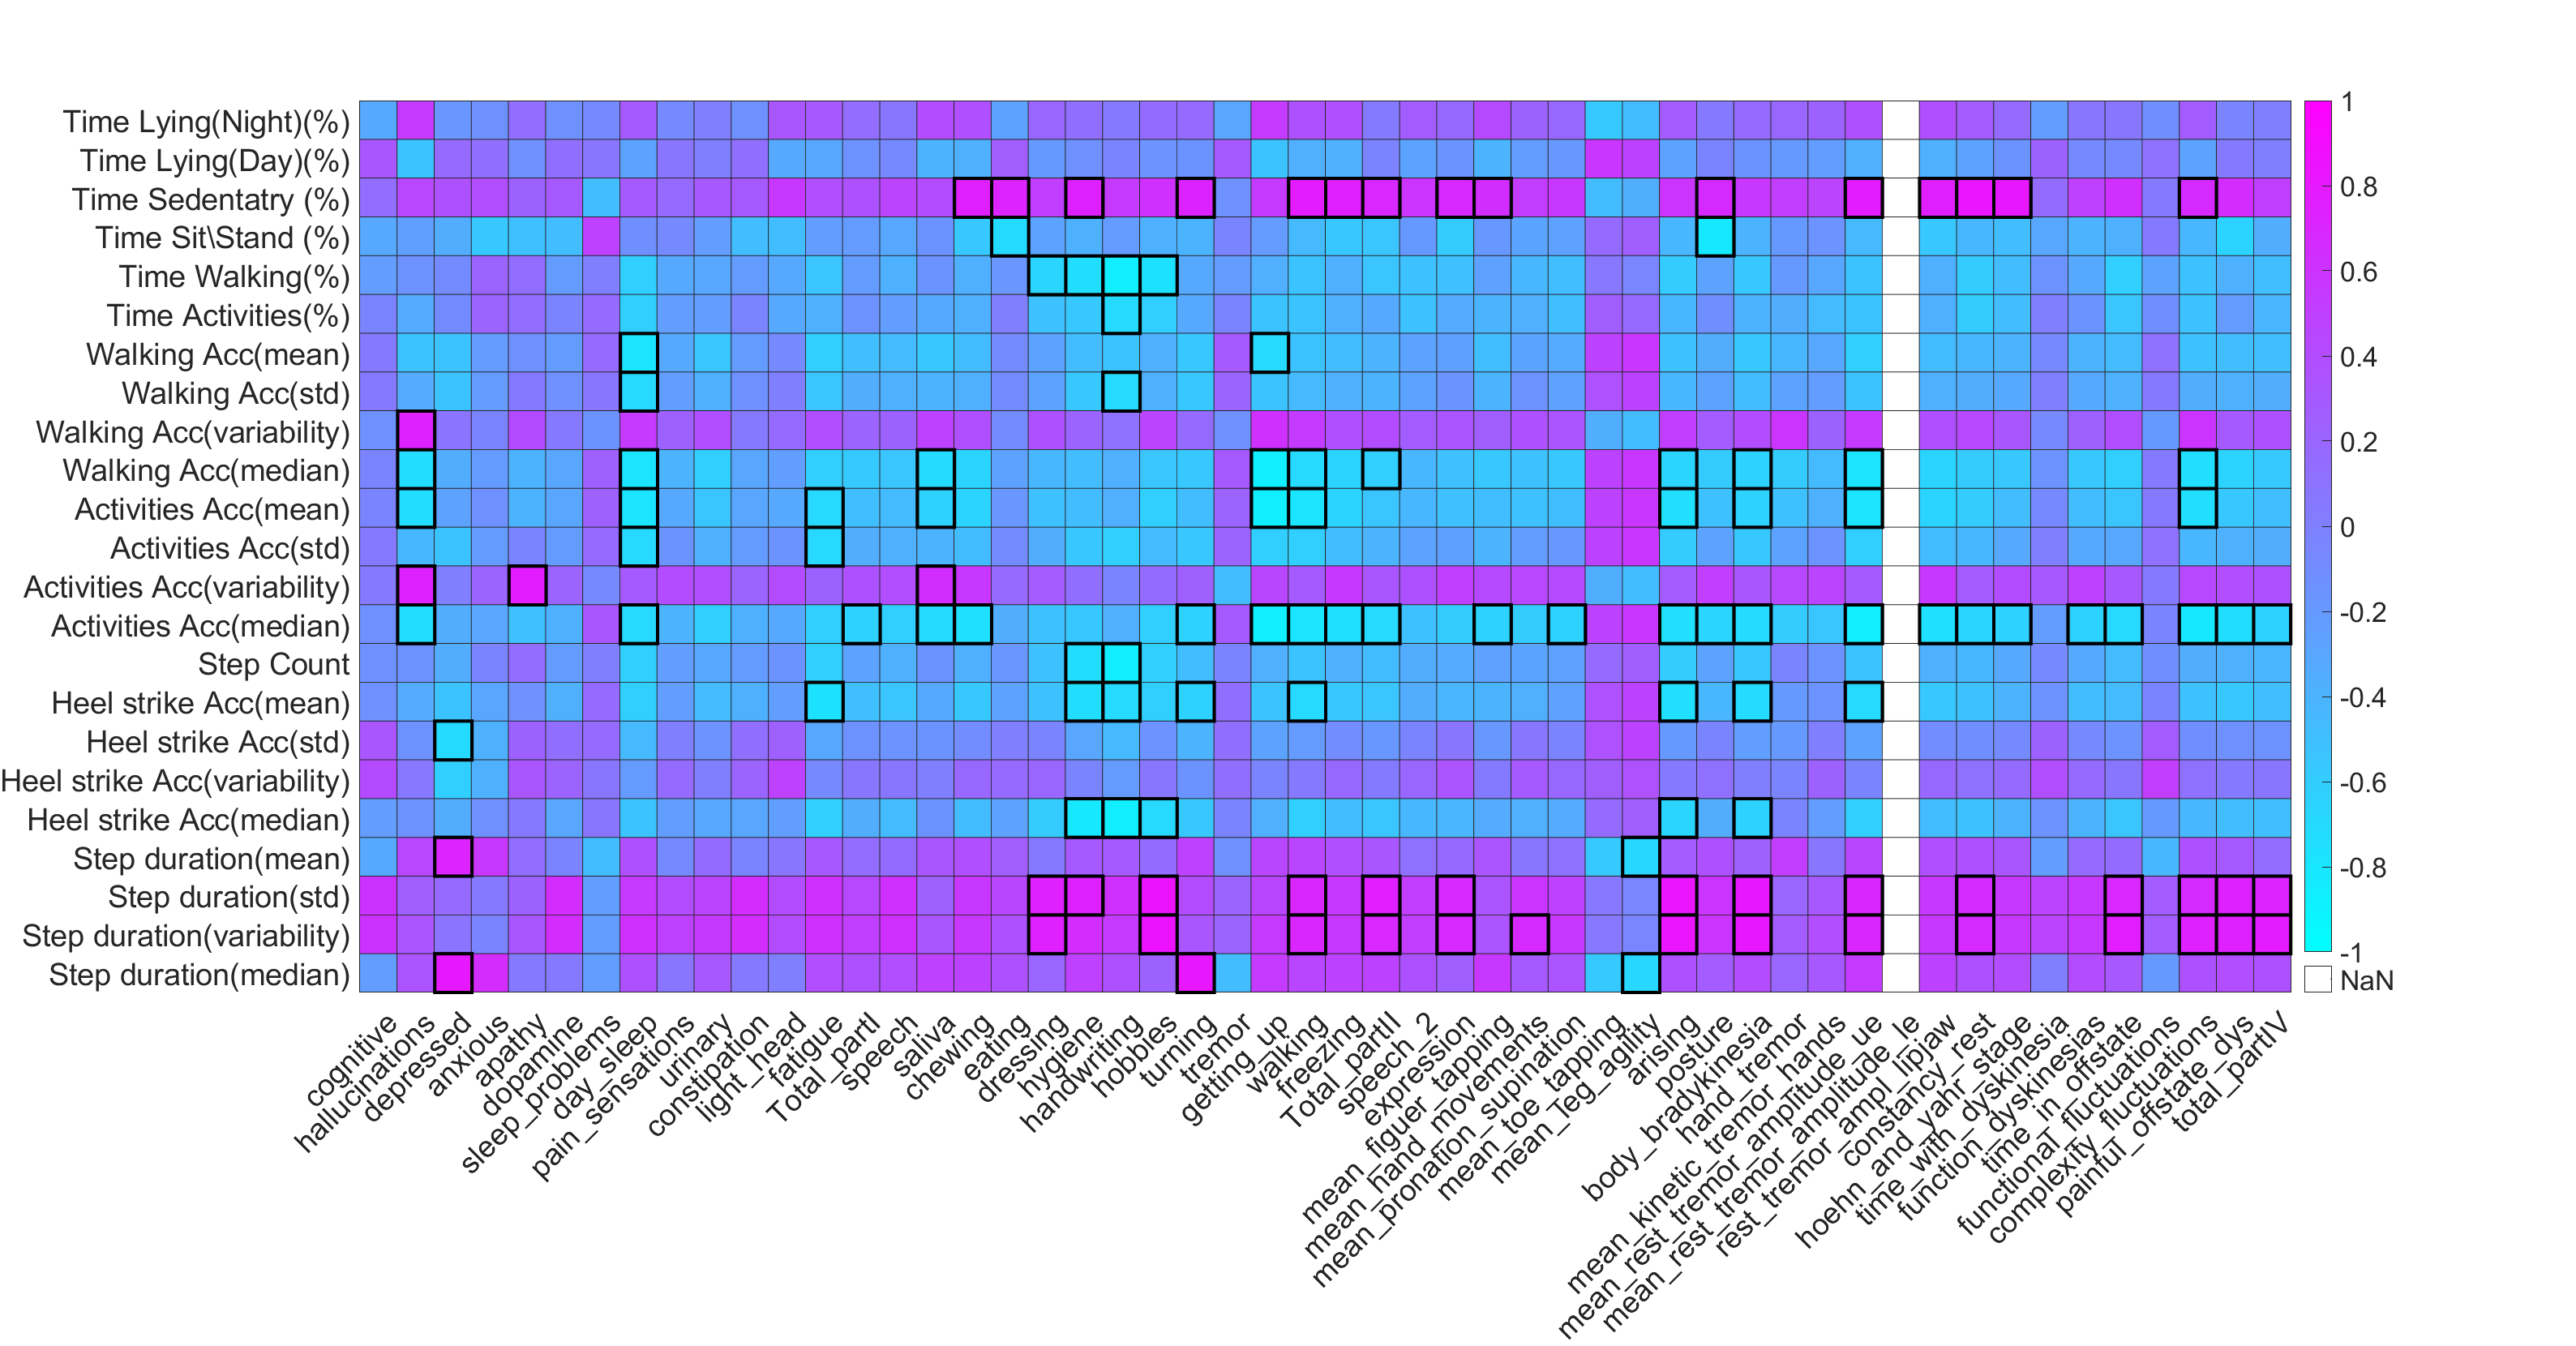 Time Lying(Night)(%)
Time Lying(Day)(%)
Time Sedentatry (%)
Time Sit\Stand (%)
Time Walking(%)
Time Activities(%)
Walking Acc(mean)
Walking Acc(std)
Walking Acc(variability)
Walking Acc(median)
Activities Acc(mean)
Activities Acc(std)
Activities Acc(variability)
Activities Acc(median)
Step Count
Heel strike Acc(mean)
Heel strike Acc(std)
Heel strike Acc(variability)
Heel strike Acc(median)
Step duration(mean)
Step duration(std)
Step duration(variability)
Step duration(median)
cognitive
hallucinations
depressed
anxious
apathy
dopamine
sleep_problems
day_sleep
pain_sensations
urinary
constipation
light_head
fatigue
Total_partI
speech
saliva
chewing
eating
dressing
hygiene
handwriting
hobbies
turning
tremor
getting_up
walking
freezing
Total_partII
speech_2
expression
mean_figuer_tapping
mean_hand_movements
mean_pronation_supination
mean_toe_tapping
mean_leg_agility
arising
posture
body_bradykinesia
hand_tremor
mean_kinetic_tremor_hands
mean_rest_tremor_amplitude_ue
mean_rest_tremor_amplitude_le
rest_tremor_ampl_lipjaw
constancy_rest
hoehn_and_yahr_stage
time_with_dyskinesia
function_dyskinesias
time_in_offstate
functional_fluctuations
complexity_fluctuations
painful_offstate_dys
total_partIV
1
0.8
0.6
0.4
0.2
0
-0.2
-0.4
-0.6
-0.8
-1
NaN